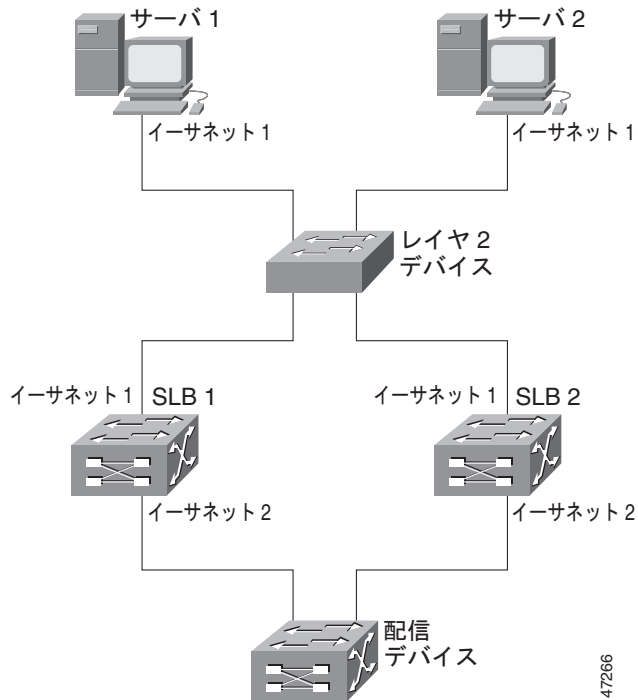 サーバ 1
サーバ 2
イーサネット 1
イーサネット 1
レイヤ 2
デバイス
イーサネット 1
SLB 1
イーサネット 1
SLB 2
イーサネット 2
イーサネット 2
配信
デバイス
47266